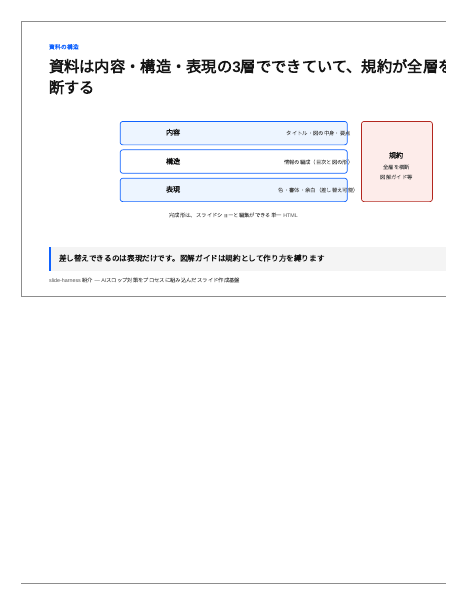 資料の構造
資料は内容・構造・表現の3層でできていて、規約が全層を
断する
内容
タイトル・図の中身・要点
構造
情報の編成（目次と図の形）
表現
色・書体・余白（差し替え可能）
規約
全層を横断
図解ガイド等
完成形は、スライドショーと編集ができる単一 HTML
差し替えできるのは表現だけです。図解ガイドは規約として作り方を縛ります
slide-harness 紹介 — AIスロップ対策をプロセスに組み込んだスライド作成基盤